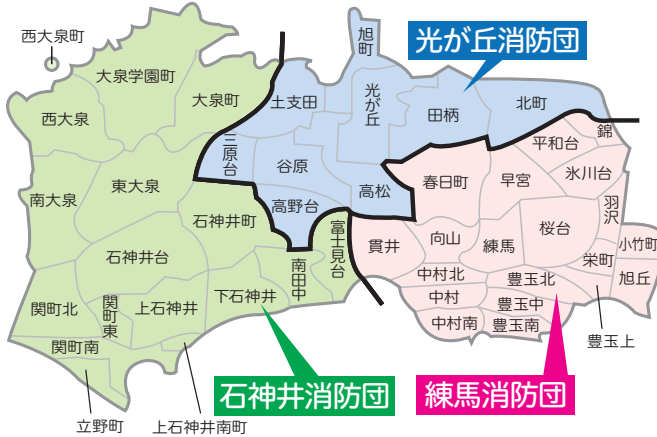 西大泉町
旭町
光が丘消防団
大泉学園町
大泉町
土支田
光が丘
田柄
北町
西大泉
三原台
谷原
平和台
錦
南大泉
東大泉
高野台
高松
春日町
早宮
氷川台
羽沢
石神井町
富士見台
貫井
向山
練馬
桜台
小竹町
石神井台
南田中
中村北
豊玉北
栄町
旭丘
関町北
関町東
上石神井
下石神井
中村
豊玉中
中村南
豊玉南
豊玉上
関町南
石神井消防団
練馬消防団
立野町
上石神井南町